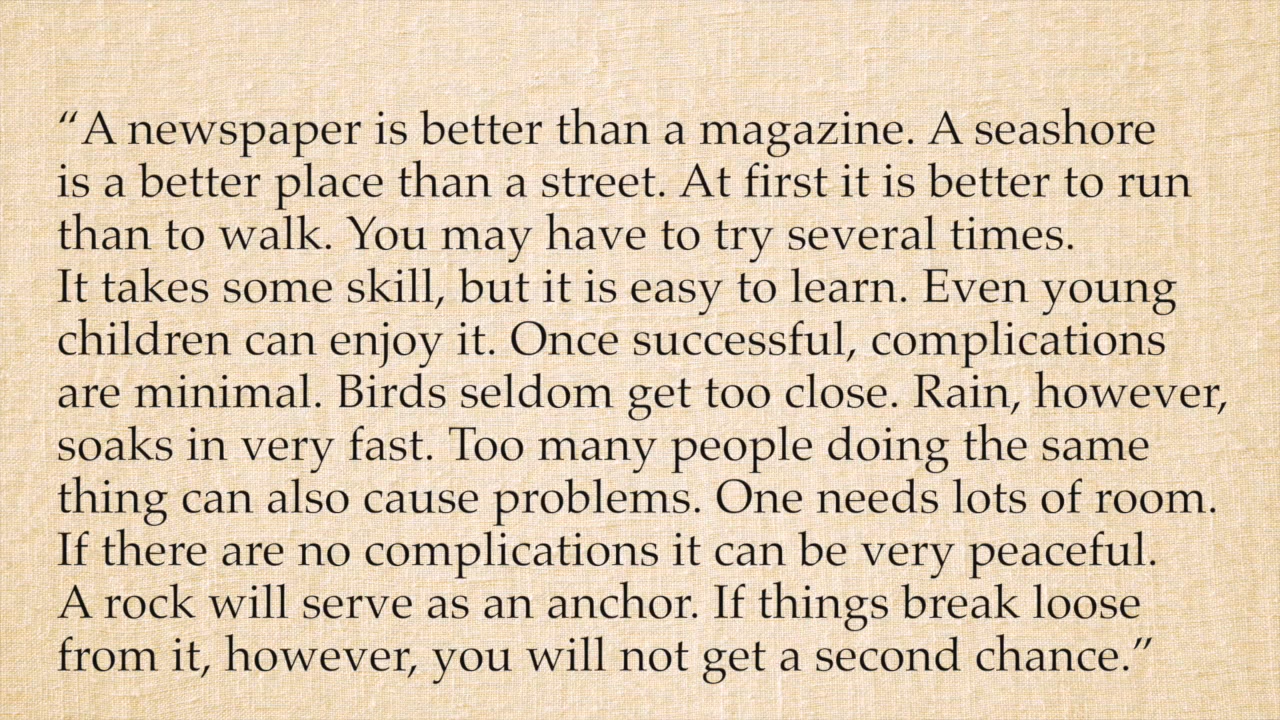 “A newspaper is better than a magazine. A seashore
is a better place than a street. At first it is better to run
than to walk. You may have to try several times.
It takes some skill, but it is easy to learn. Even young
children can enjoy it. Once successful, complications
are minimal. Birds seldom get too close. Rain, however,
soaks in very fast. Too many people doing the same
thing can also cause problems. One needs lots of room.
If there are no complications it can be very peaceful.
A rock will serve as an anchor. If things break loose
from it, however, you will not get a second chance.”